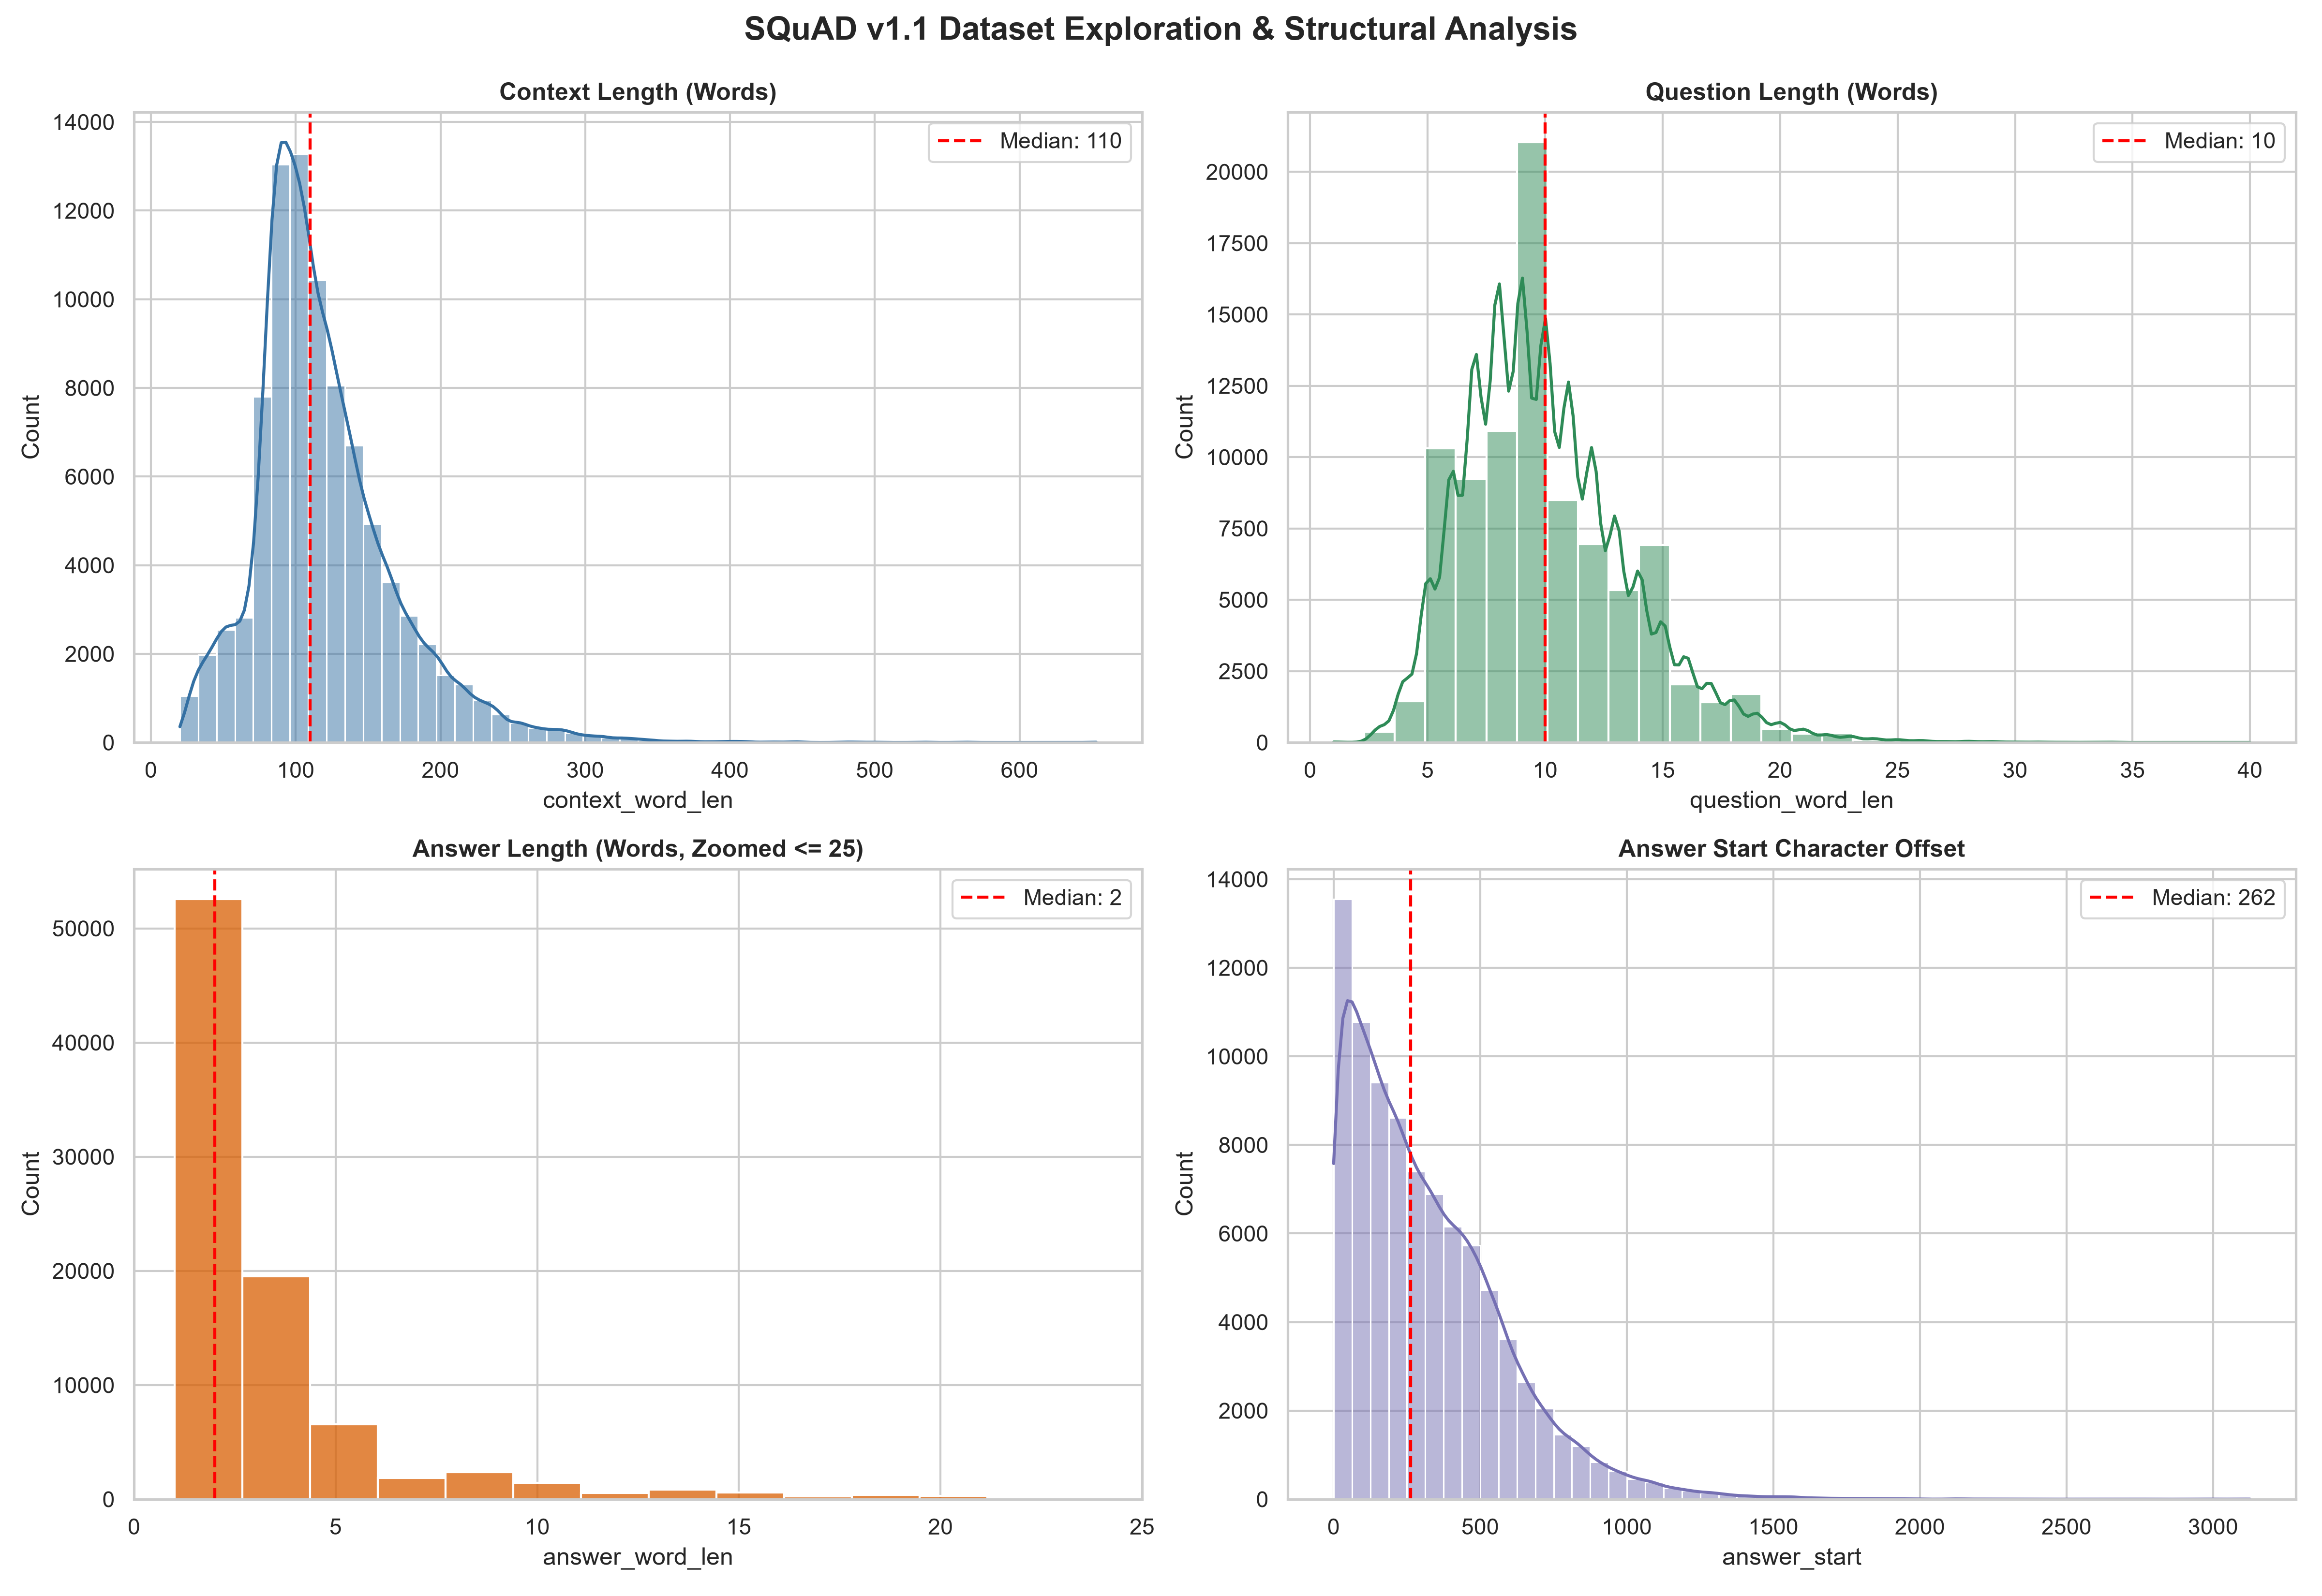 SQuAD v1.1 Dataset Exploration & Structural Analysis
Context Length (Words)
Median: 110
14000
12000
10000
8000
6000
4000
2000
0
Count
0 100 200 300 400 500 600
context_word_len
Question Length (Words)
Median: 10
20000
17500
15000
12500
10000
7500
5000
2500
0
Count
0 5 10 15 20 25 30 35 40
question_word_len
Answer Length (Words, Zoomed <= 25)
Median: 2
50000
40000
30000
20000
10000
0
Count
0 5 10 15 20 25
answer_word_len
Answer Start Character Offset
Median: 262
14000
12000
10000
8000
6000
4000
2000
0
Count
0 500 1000 1500 2000 2500 3000
answer_start